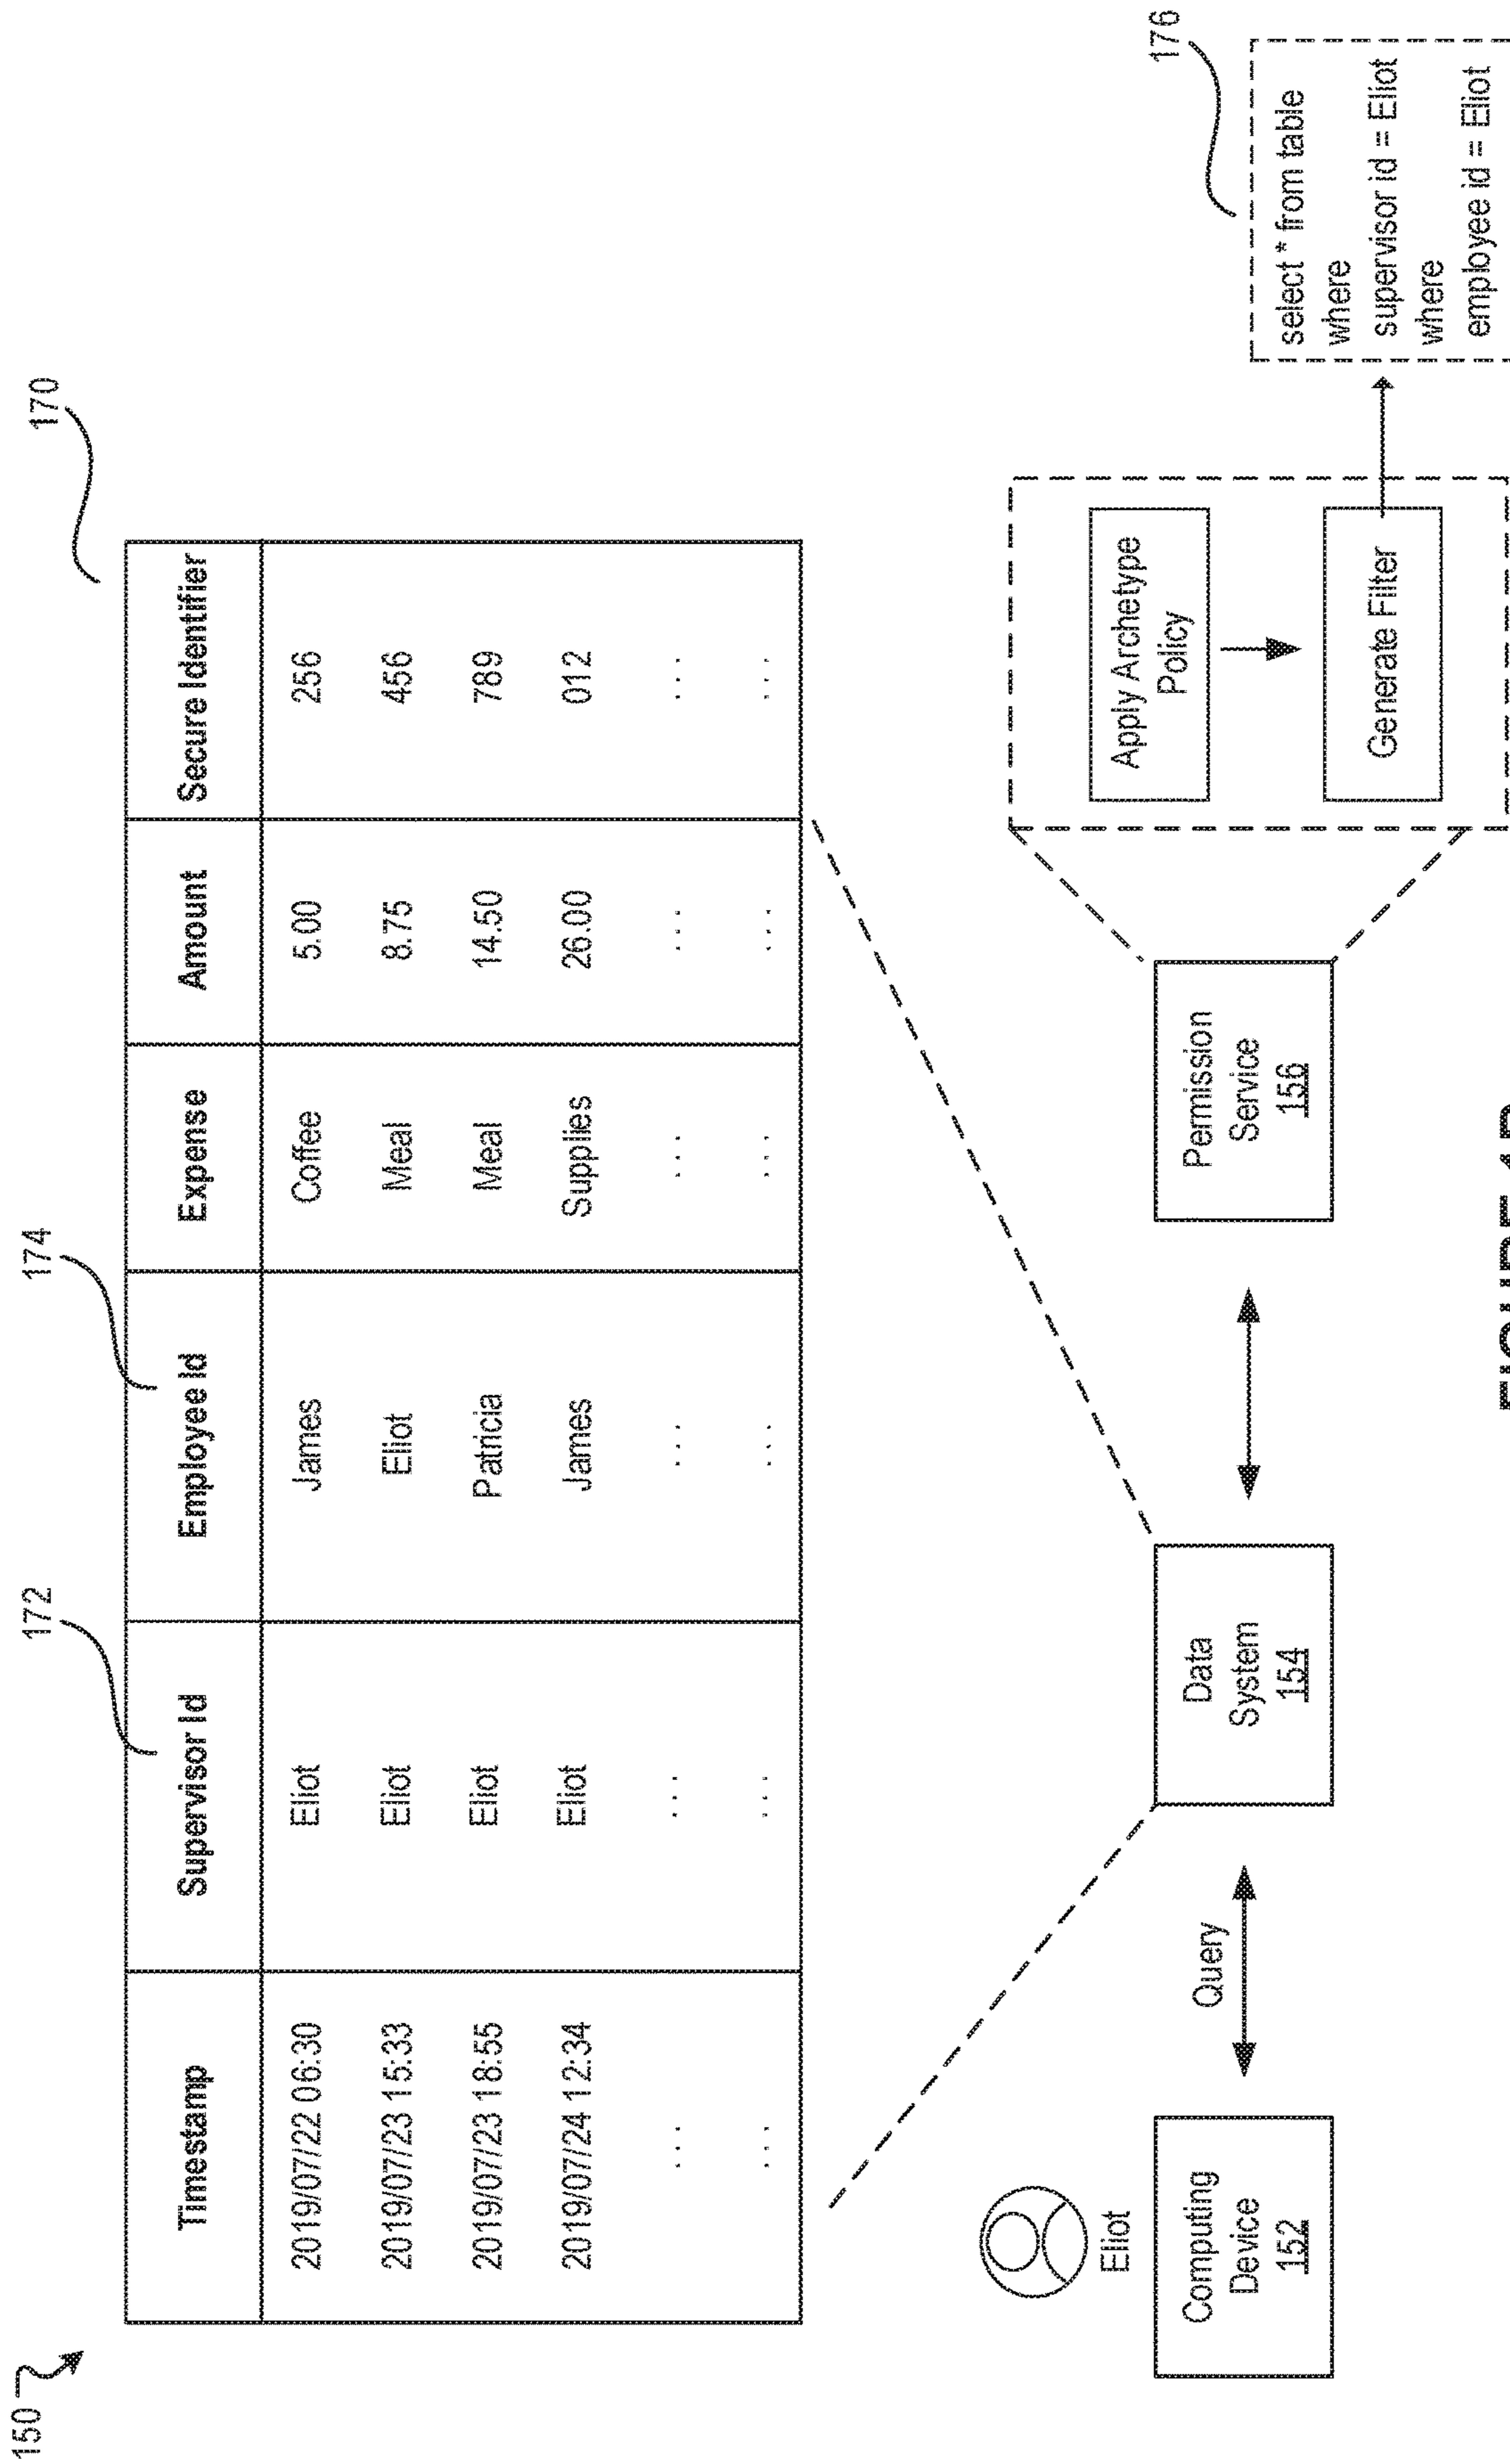 150
170
172
174
Timestamp Supervisor Id Employee Id Expense Amount Secure Identifier
2019/07/22 06:30 Eliot James Coffee 5.00 256
2019/07/23 15:33 Eliot Eliot Meal 8.75 456
2019/07/23 18:55 Eliot Patricia Meal 14.50 789
2019/07/24 12:34 Eliot James Supplies 26.00 012
... ... ... ... ... ...
... ... ... ... ... ...
Eliot
Computing
Device
152
Query
Data
System
154
Permission
Service
156
Apply Archetype
Policy
Generate Filter
176
select * from table
where
supervisor id = Eliot
where
employee id = Eliot